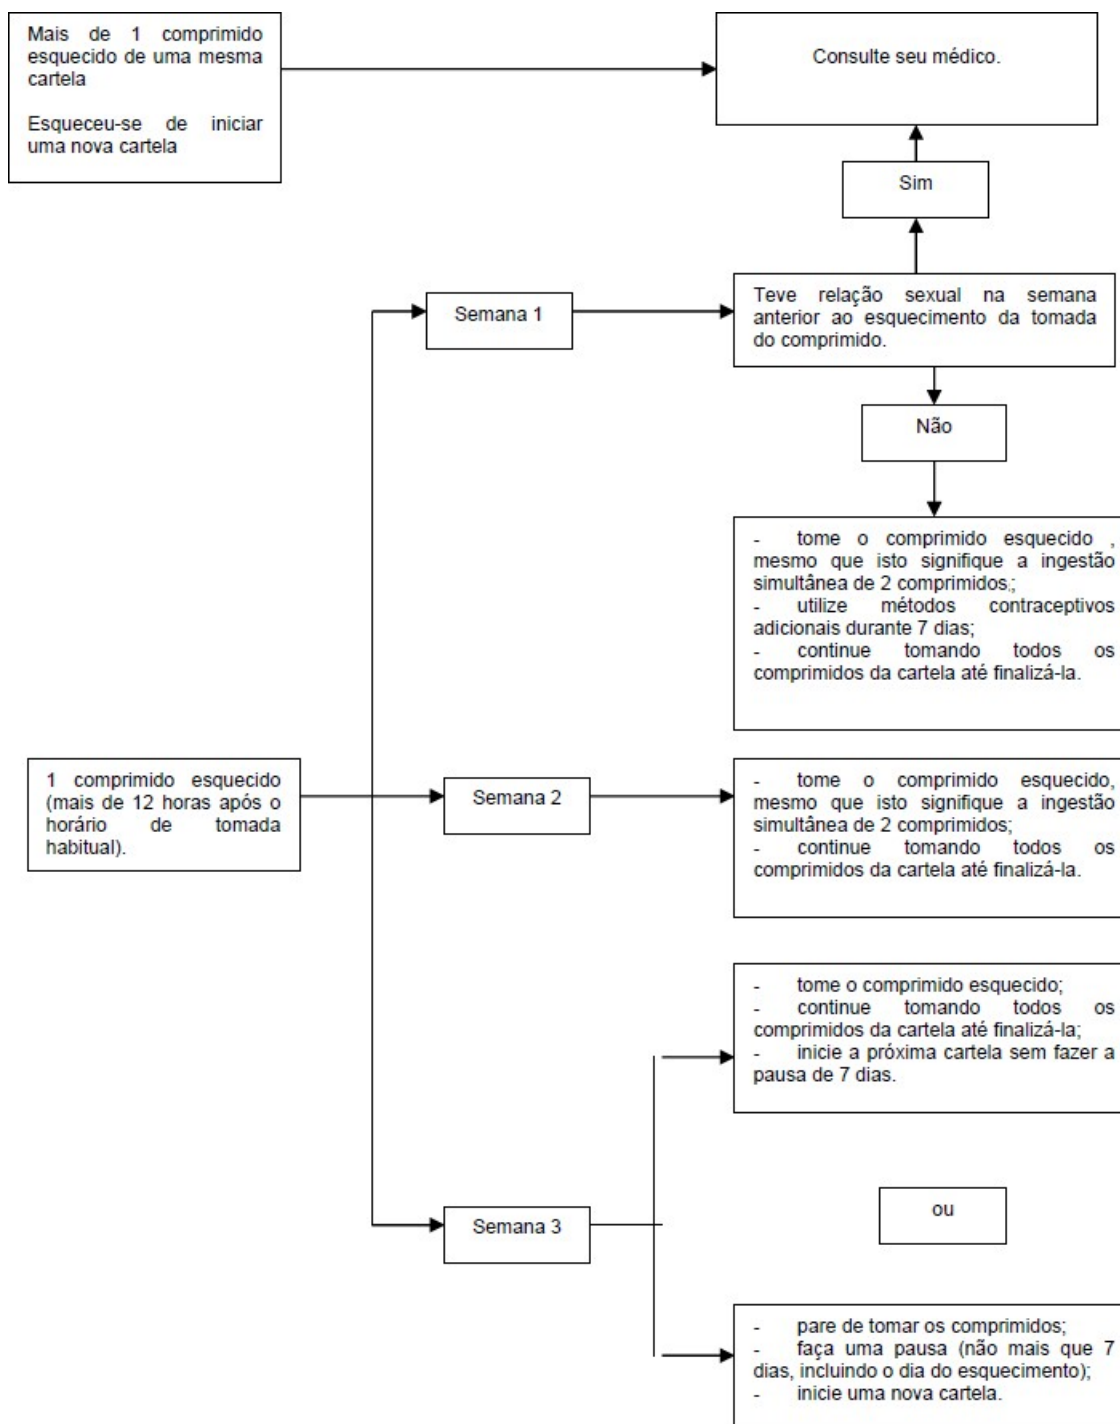 Mais de 1 comprimido
esquecido de uma mesma
cartela
Esqueceu-se de iniciar
uma nova cartela
Consulte seu médico.
Sim
Semana 1
Teve relação sexual na semana
anterior ao esquecimento da tomada
do comprimido.
Não
- tome o comprimido esquecido ,
mesmo que isto signifique a ingestão
simultânea de 2 comprimidos;
- utilize métodos contraceptivos
adicionais durante 7 dias;
- continue tomando todos os
comprimidos da cartela até finalizá-la.
1 comprimido esquecido
(mais de 12 horas após o
horário de tomada
habitual).
Semana 2
- tome o comprimido esquecido,
mesmo que isto signifique a ingestão
simultânea de 2 comprimidos;
- continue tomando todos os
comprimidos da cartela até finalizá-la.
Semana 3
- tome o comprimido esquecido;
- continue tomando todos os
comprimidos da cartela até finalizá-la;
- inicie a próxima cartela sem fazer a
pausa de 7 dias.
ou
- pare de tomar os comprimidos;
- faça uma pausa (não mais que 7
dias, incluindo o dia do esquecimento);
- inicie uma nova cartela.